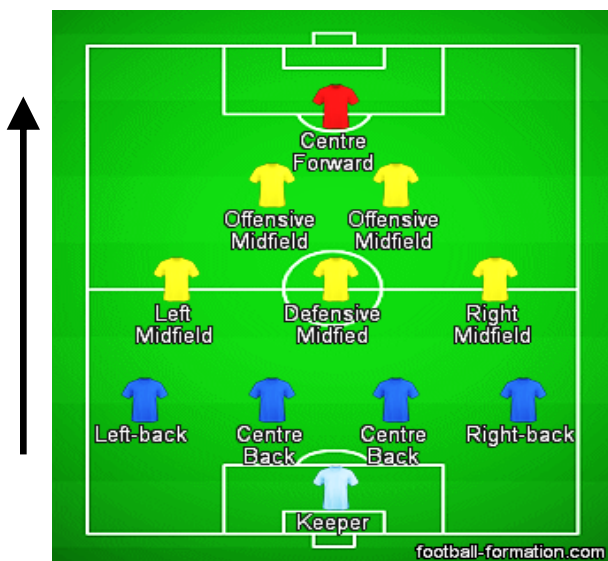 Centre
Forward
Offensive
Midfield
Offensive
Midfield
Left
Midfield
Defensive
Midfied
Right
Midfield
Left-back
Centre
Back
Centre
Back
Right-back
Keeper
football-formation.com